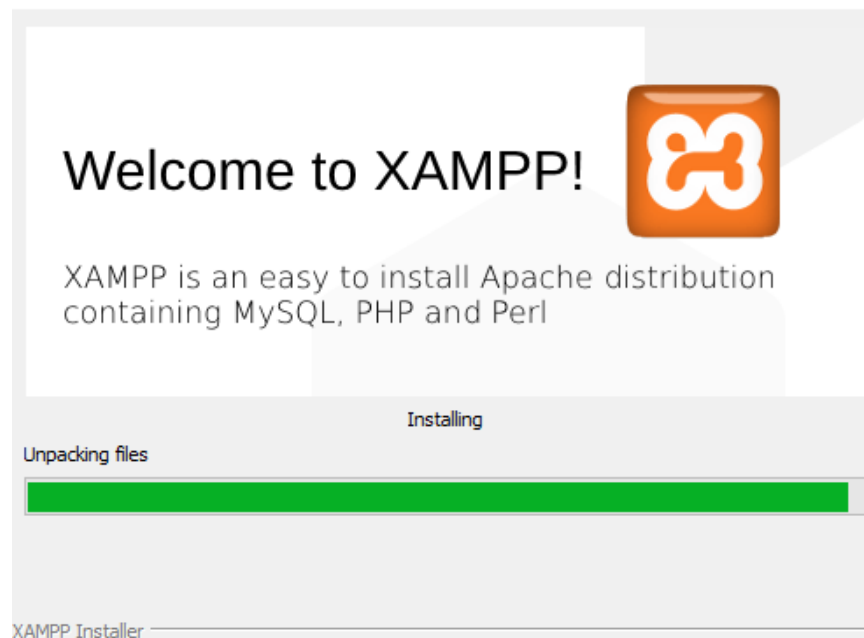 Welcome to XAMPP!
XAMPP is an easy to install Apache distribution
containing MySQL, PHP and Perl
Installing
Unpacking files
XAMPP Installer